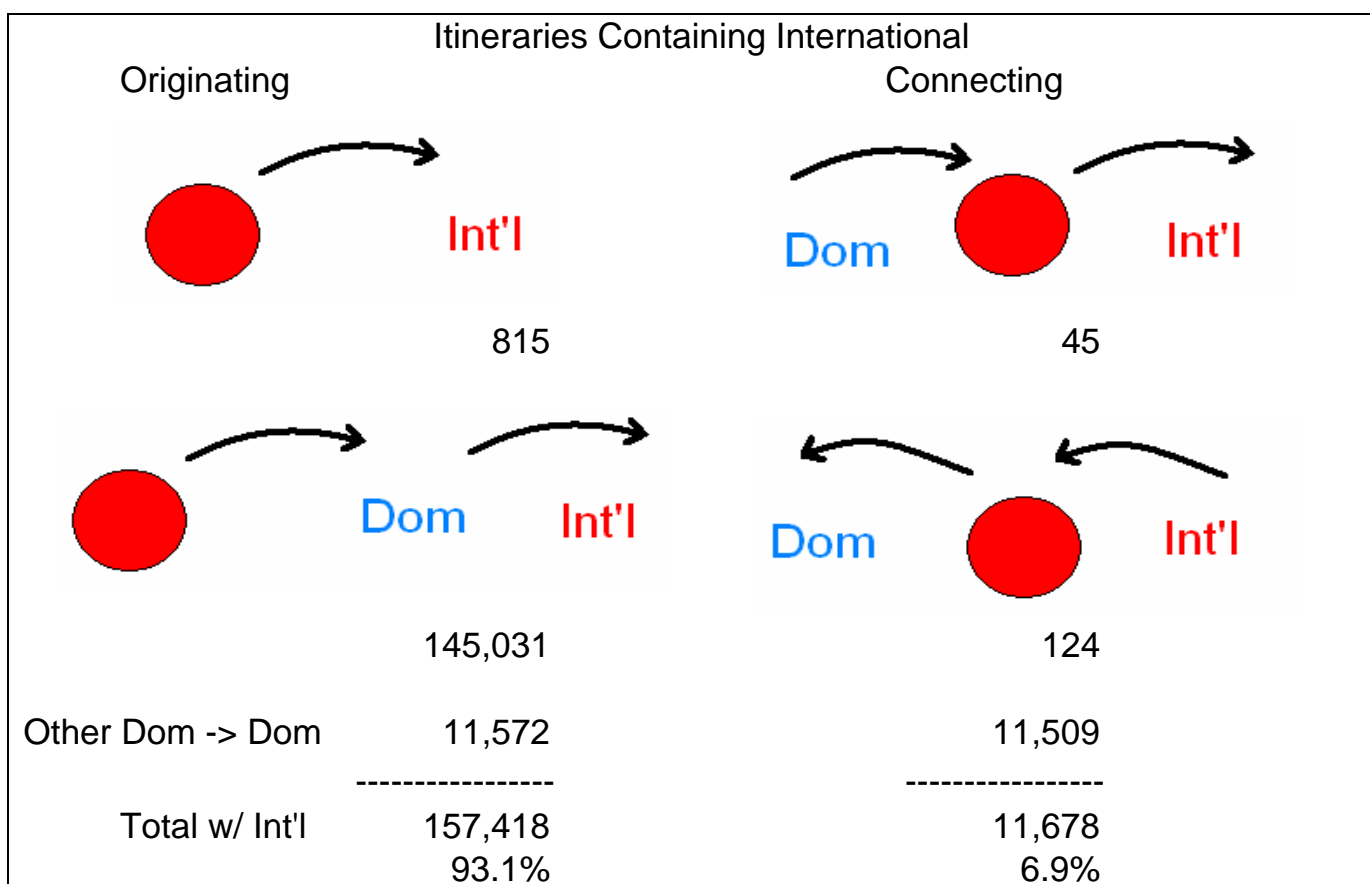 Itineraries Containing International
Originating Connecting
Int'l Dom Int'l
815 45
Dom Int'l Dom Int'l
145,031 124
Other Dom -> Dom 11,572 11,509
----------------- -----------------
Total w/ Int'l 157,418 11,678
93.1% 6.9%